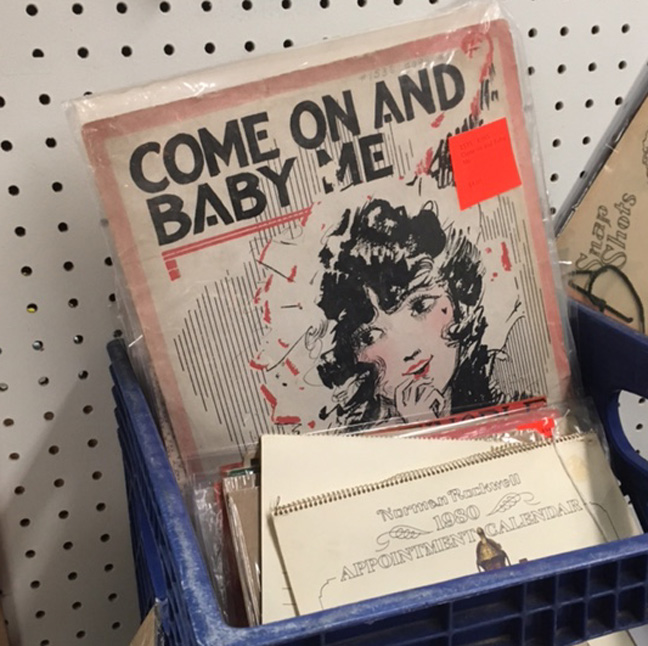 COME ON AND
BABY ME
Snap
Shots
Norman Rockwell
1980
APPOINTMENT CALENDAR